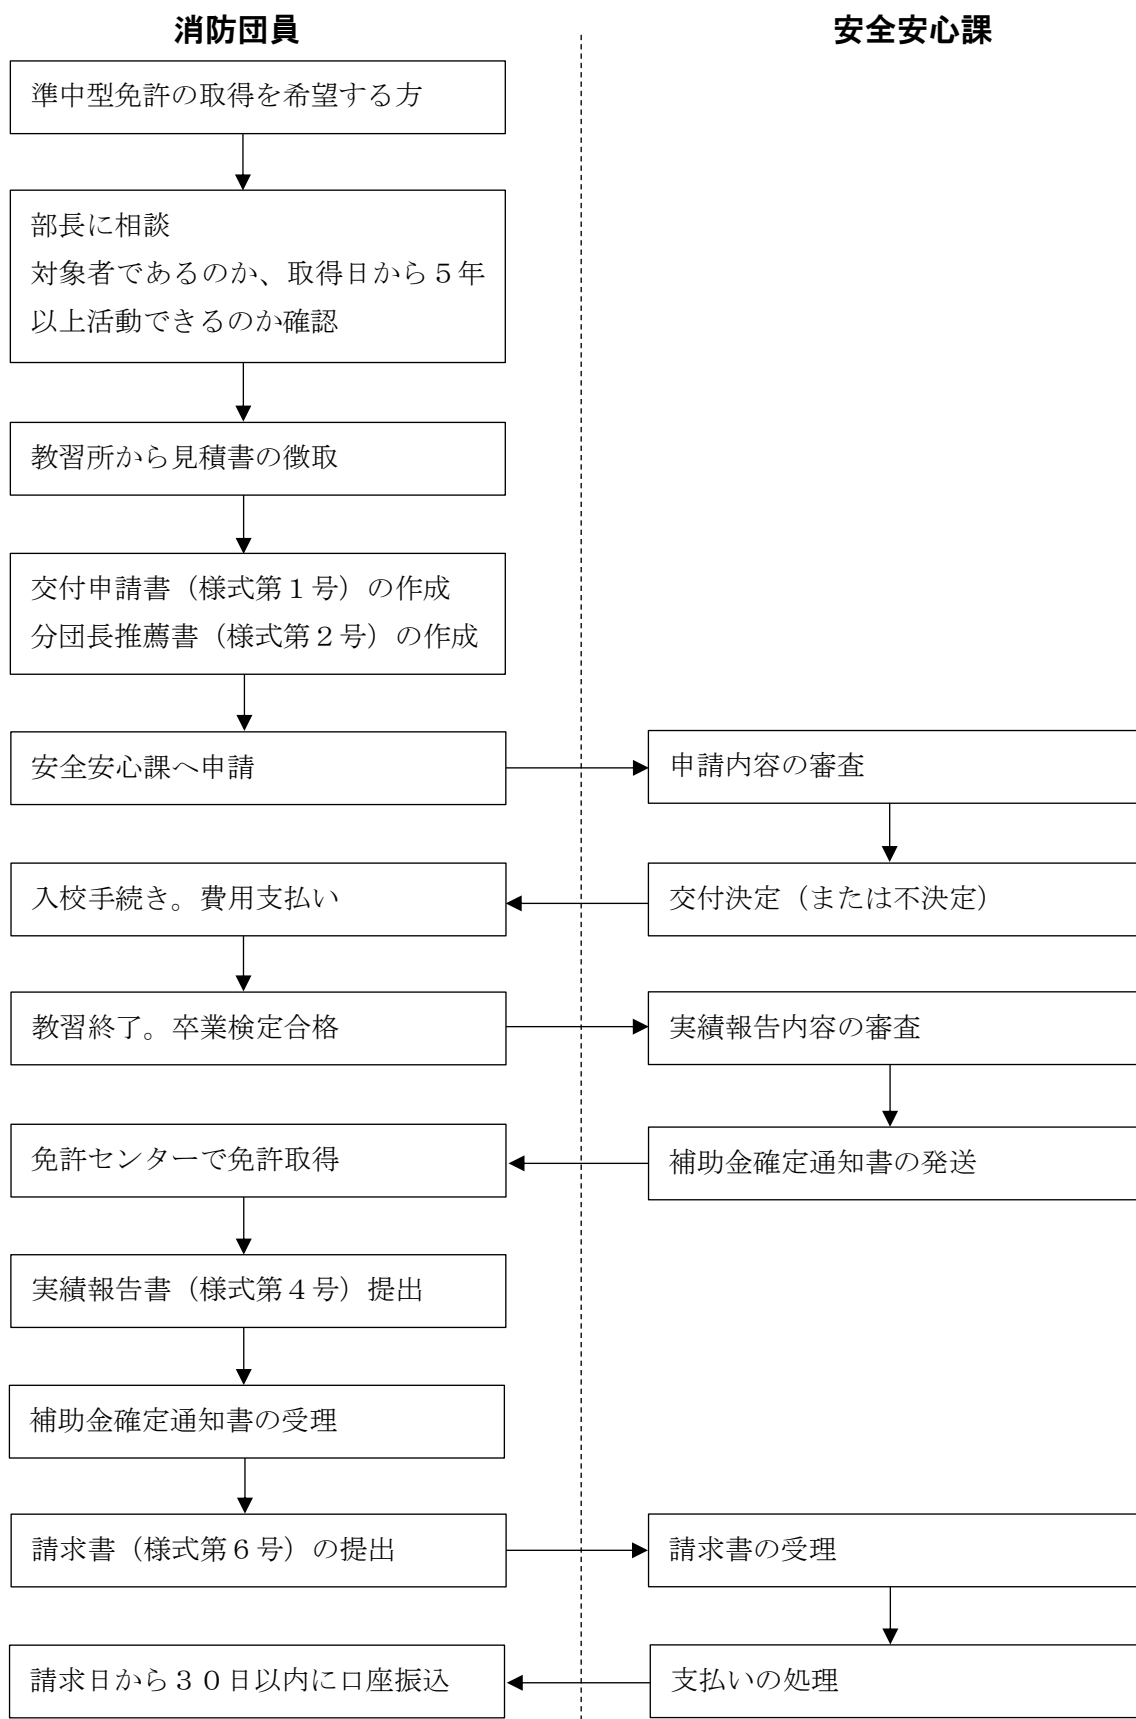 消防団員
安全安心課
準中型免許の取得を希望する方
部長に相談
対象者であるのか、取得日から５年
以上活動できるのか確認
教習所から見積書の徴取
交付申請書（様式第１号）の作成
分団長推薦書（様式第２号）の作成
安全安心課へ申請
申請内容の審査
入校手続き。費用支払い
交付決定（または不決定）
教習終了。卒業検定合格
実績報告内容の審査
免許センターで免許取得
補助金確定通知書の発送
実績報告書（様式第４号）提出
補助金確定通知書の受理
請求書（様式第６号）の提出
請求書の受理
請求日から３０日以内に口座振込
支払いの処理